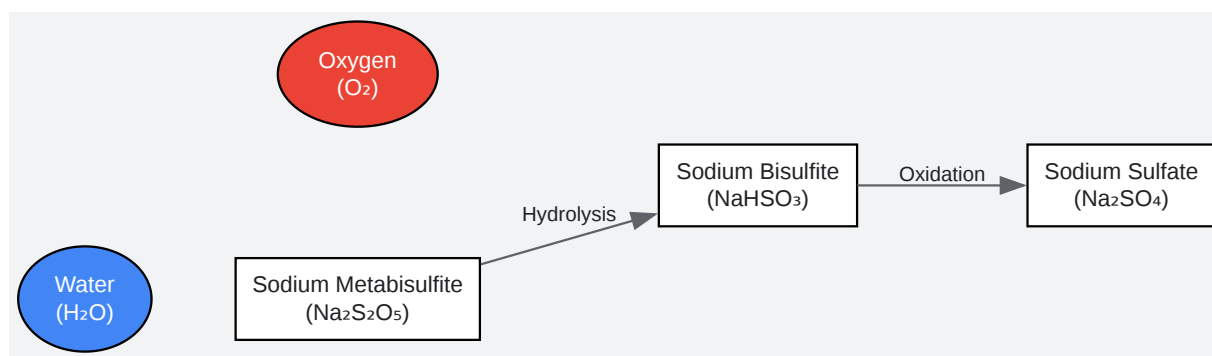 Oxygen
(O₂)
Sodium Bisulfite
(NaHSO₃)
Oxidation
Sodium Sulfate
(Na₂SO₄)
Hydrolysis
Water
(H₂O)
Sodium Metabisulfite
(Na₂S₂O₅)